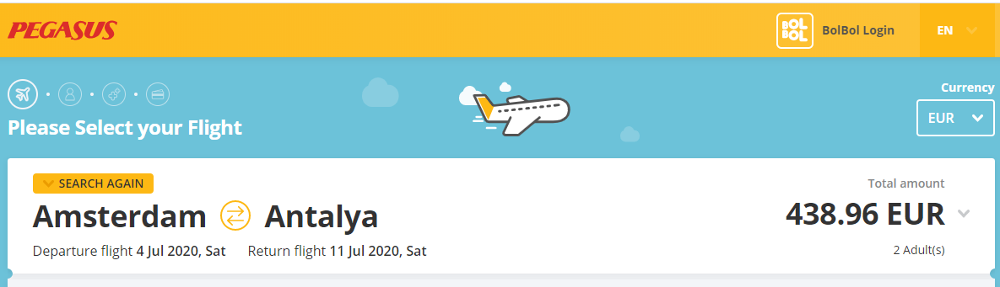 PEGASUS
BOL BOL
BolBol Login
EN
Currency
EUR
Please Select your Flight
SEARCH AGAIN
Total amount
Amsterdam Antalya
438.96 EUR
Departure flight 4 Jul 2020, Sat Return flight 11 Jul 2020, Sat
2 Adult(s)